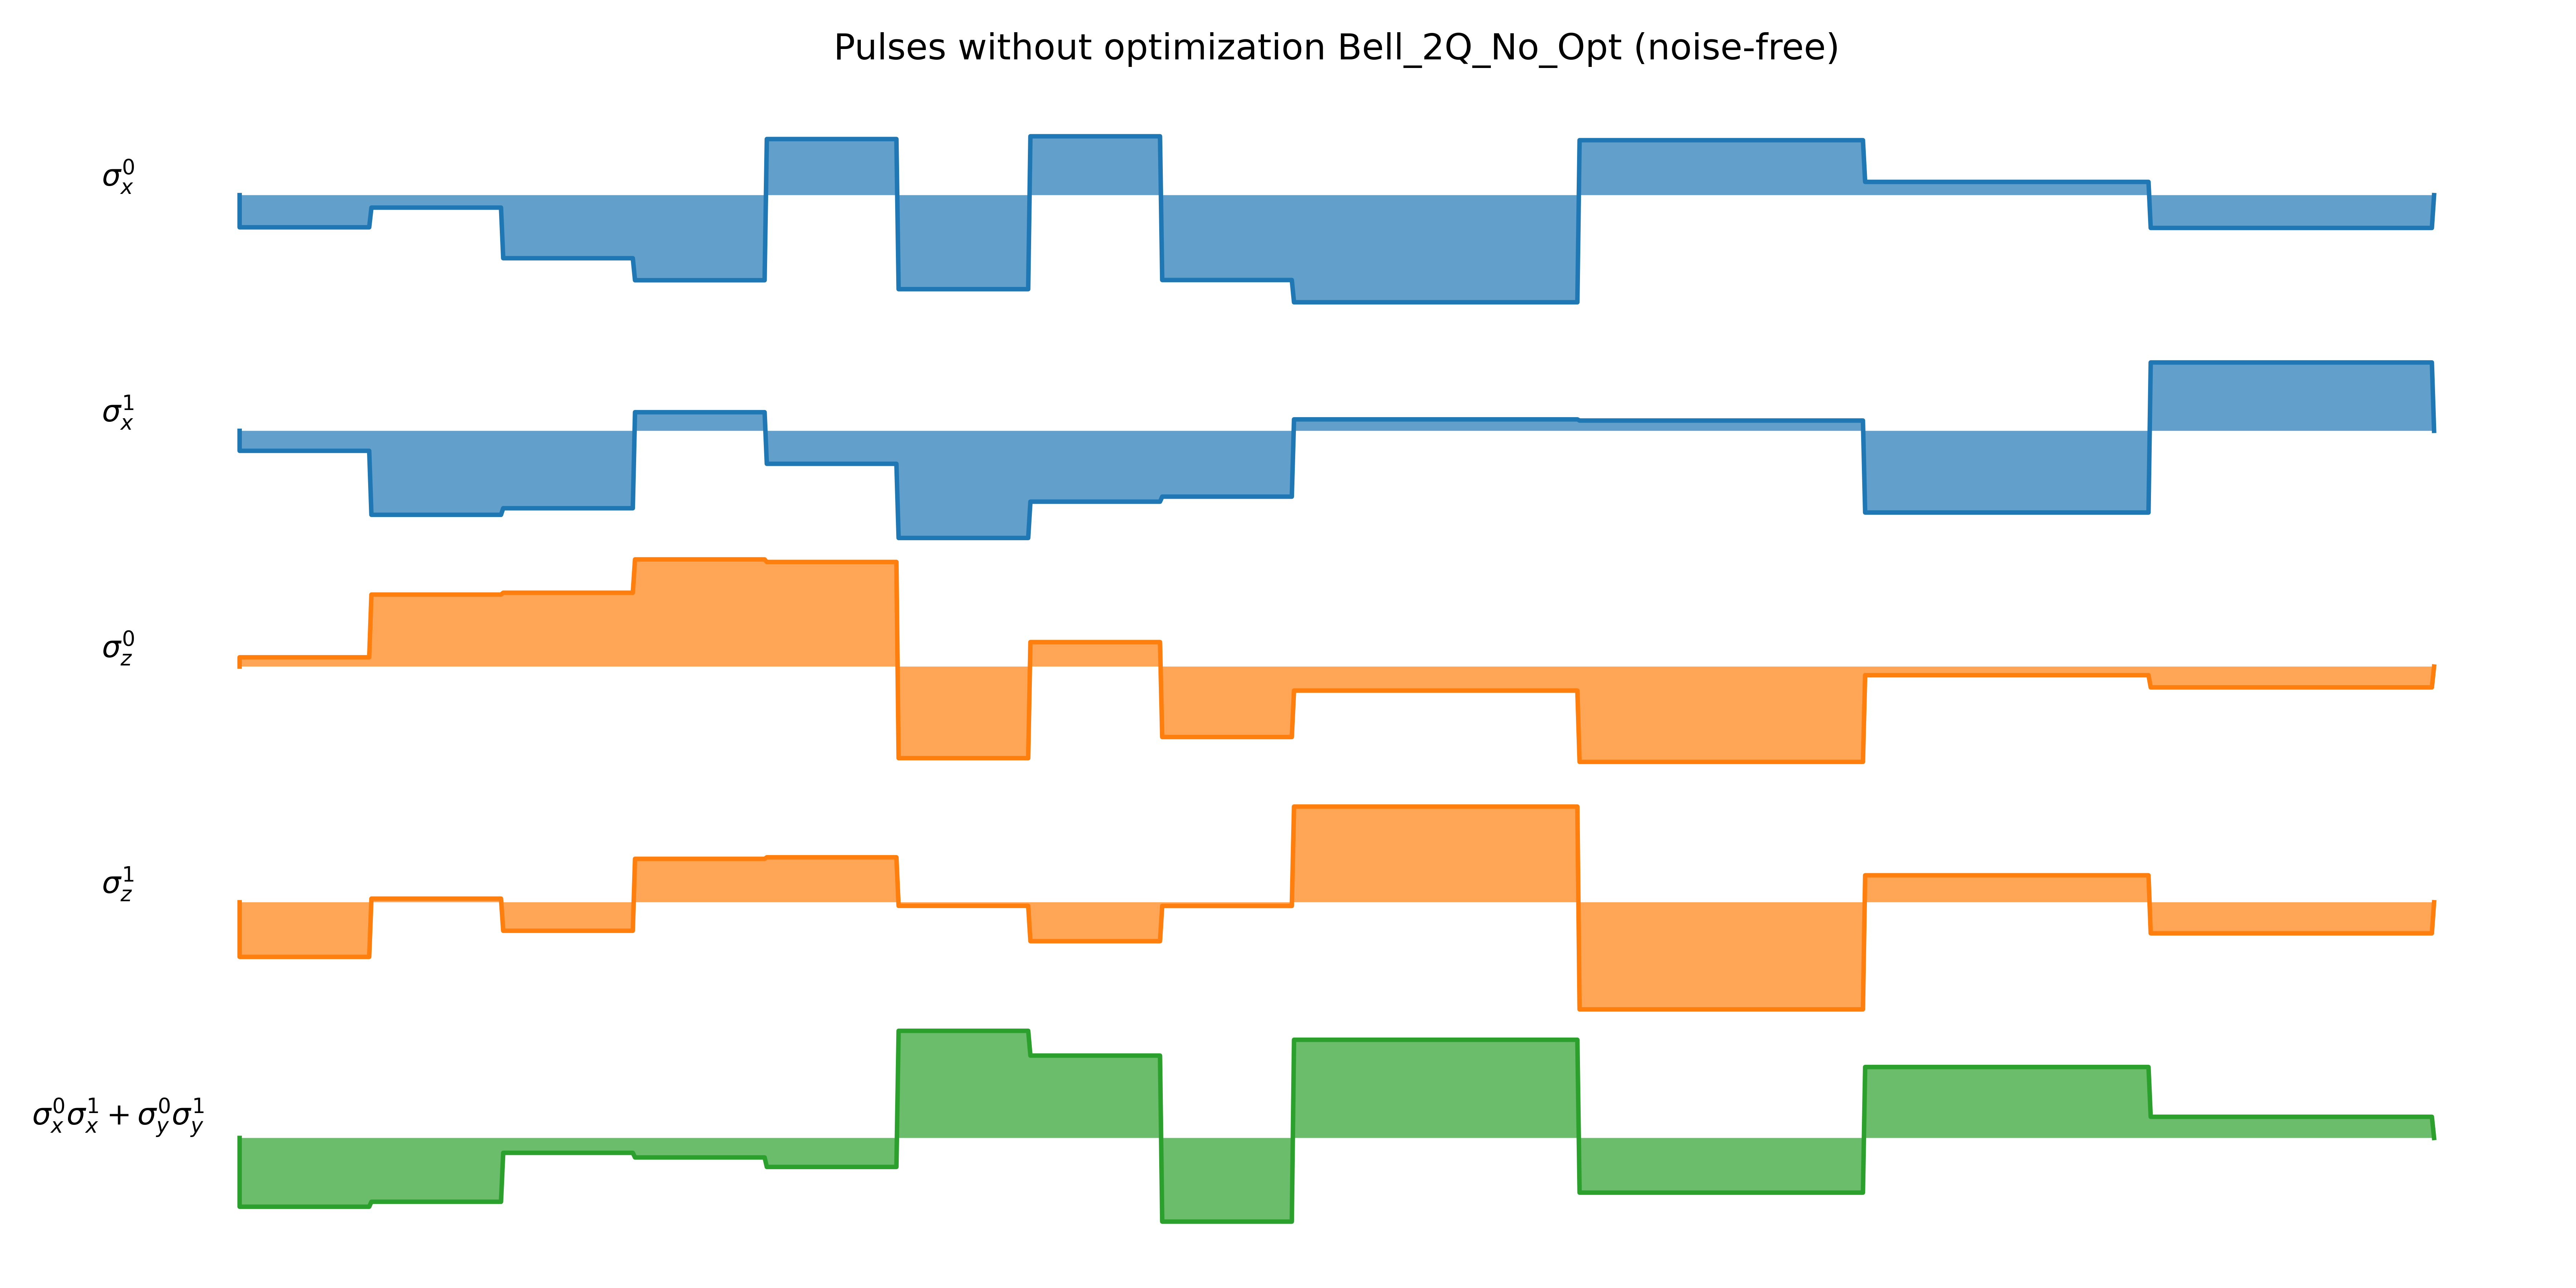 Pulses without optimization Bell_2Q_No_Opt (noise-free)
σ_x^0
σ_x^1
σ_z^0
σ_z^1
σ_x^0σ_x^1 + σ_y^0σ_y^1